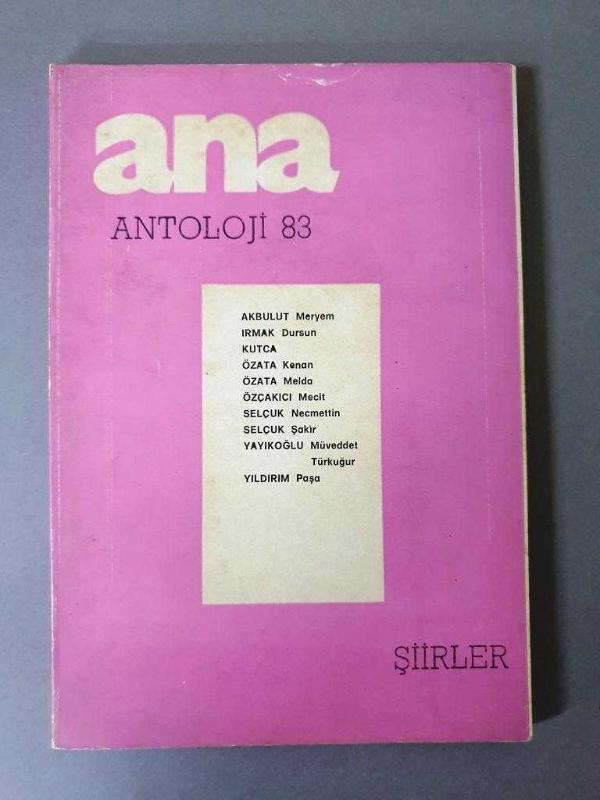 ana
ANTOLOJİ 83
AKBULUT Meryem
IRMAK Dursun
KUTCA
ÖZATA Kenan
ÖZATA Melda
ÖZÇAKICI Mecit
SELÇUK Necmettin
SELÇUK Şakir
YAYIKOĞLU Müveddet
Türkuğur
YILDIRIM Paşa
ŞİİRLER